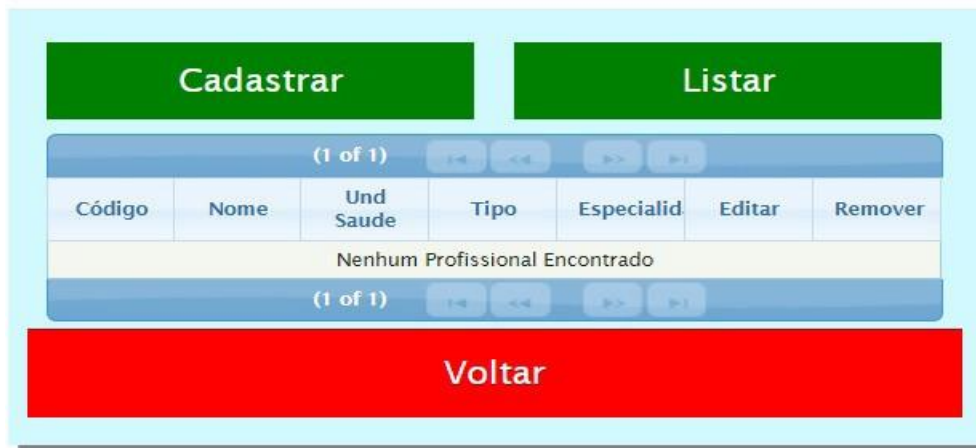 Cadastrar
Listar
(1 of 1)
Código Nome Und Saude Tipo Especialid Editar Remover
Nenhum Profissional Encontrado
(1 of 1)
Voltar